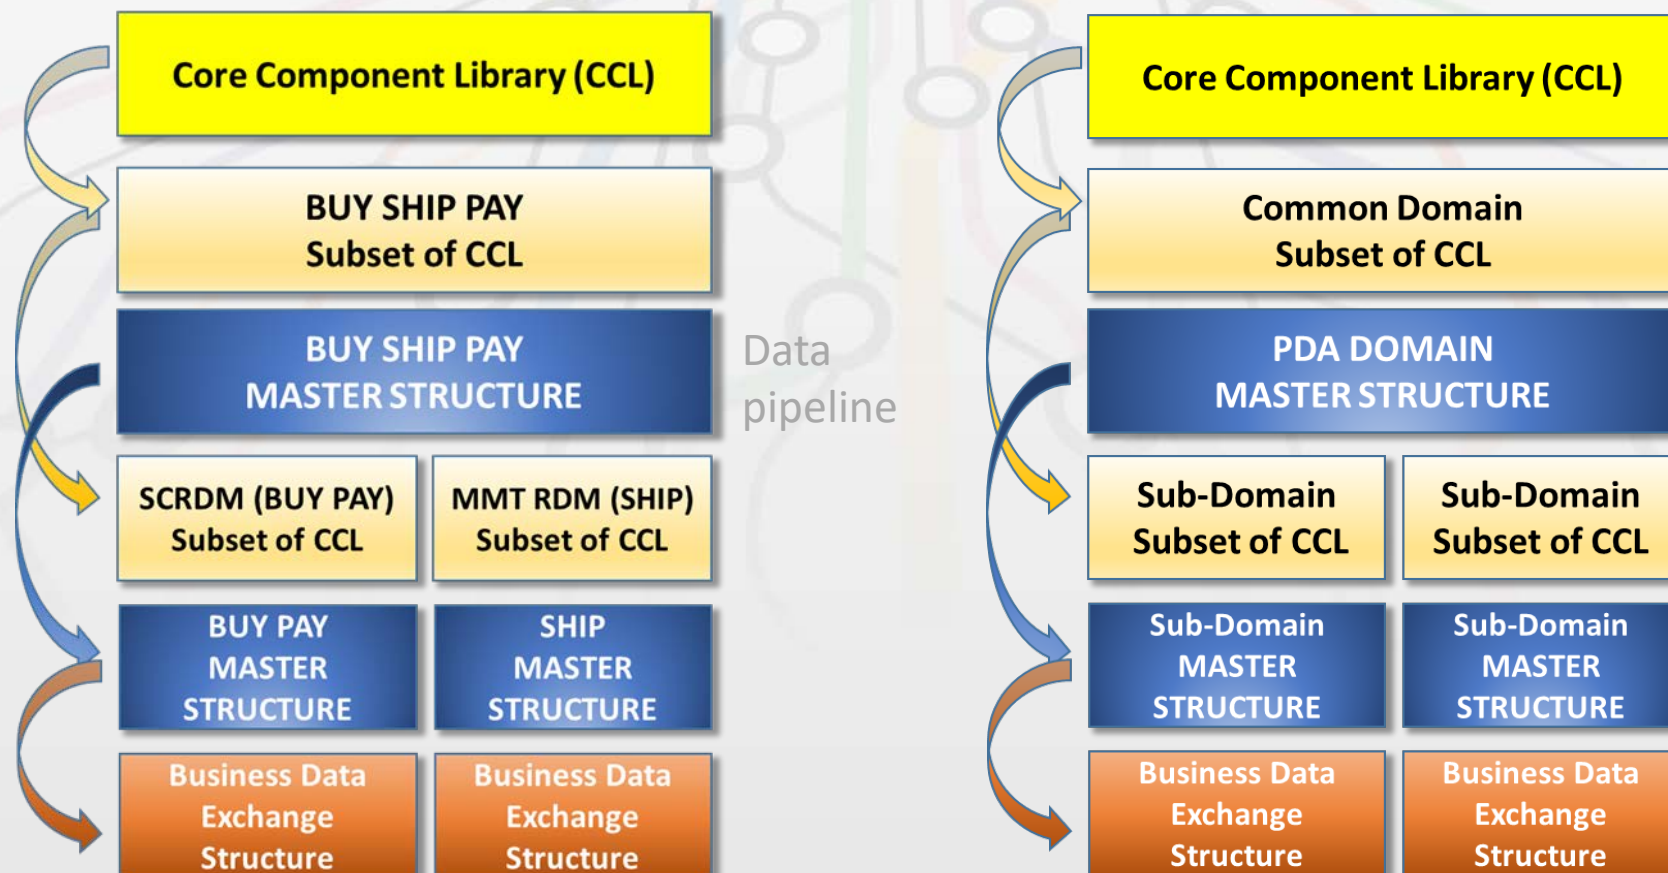 Core Component Library (CCL)
BUY SHIP PAY
Subset of CCL
BUY SHIP PAY
MASTER STRUCTURE
SCRDM (BUY PAY)
Subset of CCL
MMT RDM (SHIP)
Subset of CCL
BUY PAY
MASTER
STRUCTURE
SHIP
MASTER
STRUCTURE
Business Data
Exchange
Structure
Business Data
Exchange
Structure
Data
pipeline
Core Component Library (CCL)
Common Domain
Subset of CCL
PDA DOMAIN
MASTER STRUCTURE
Sub-Domain
Subset of CCL
Sub-Domain
Subset of CCL
Sub-Domain
MASTER
STRUCTURE
Sub-Domain
MASTER
STRUCTURE
Business Data
Exchange
Structure
Business Data
Exchange
Structure